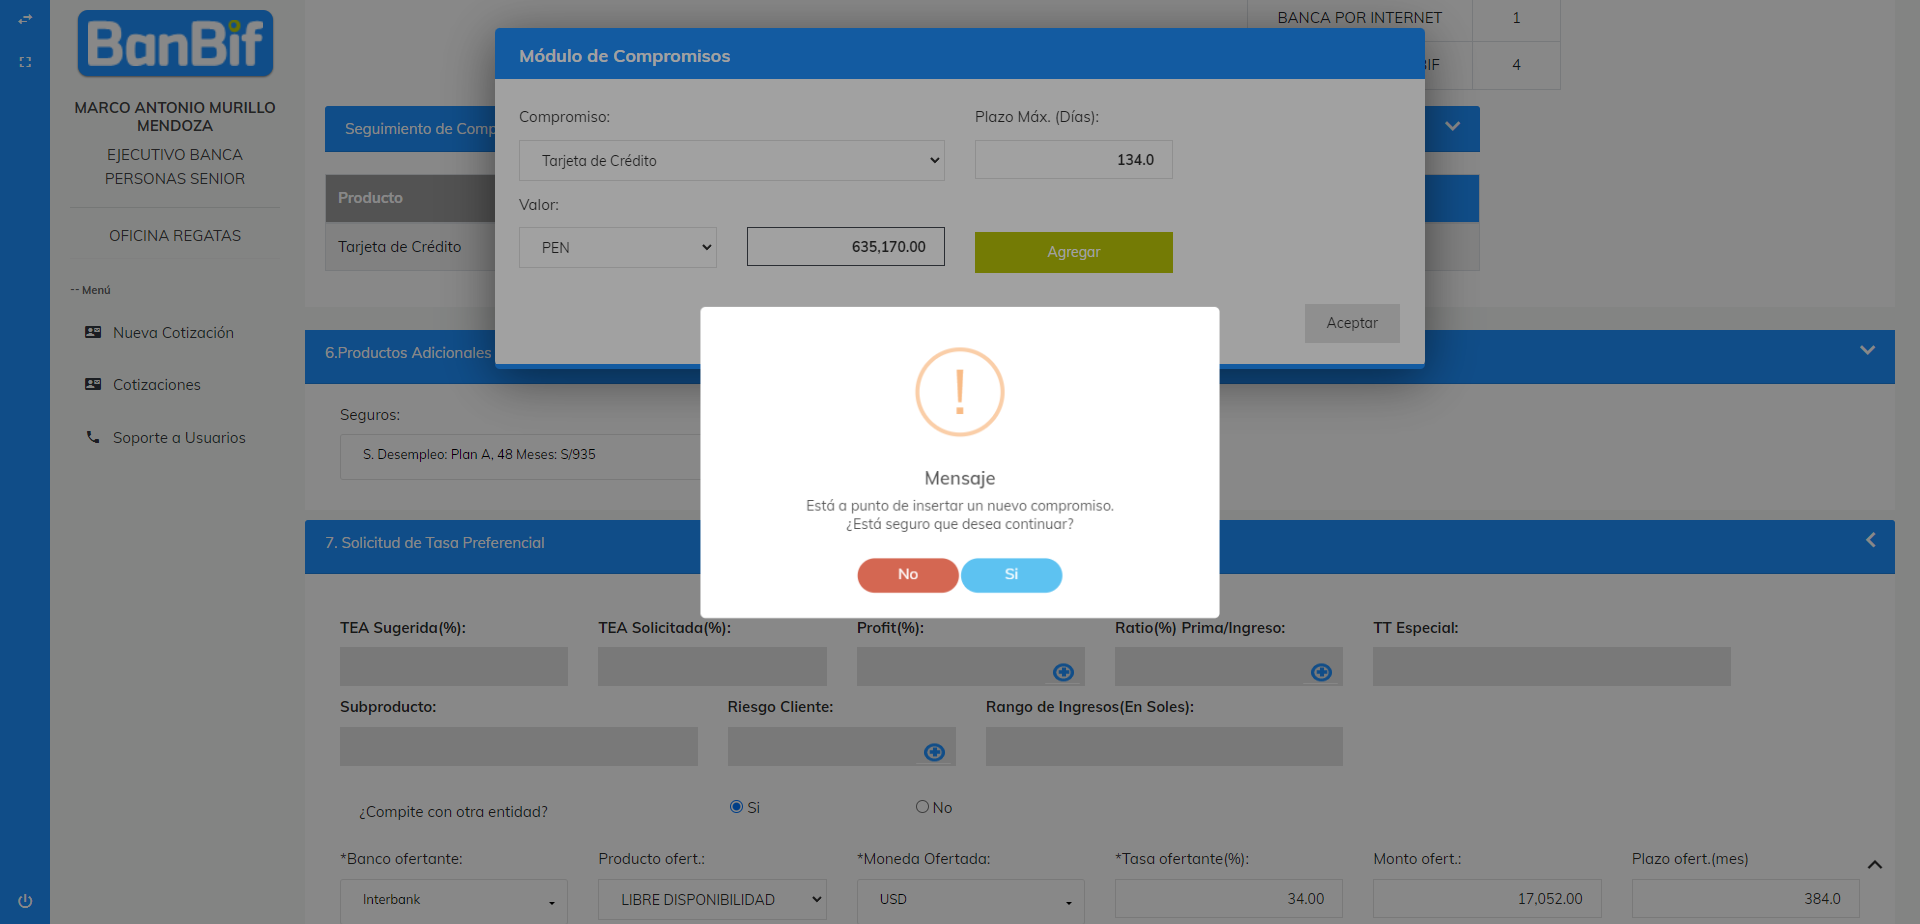 BanBif
MARCO ANTONIO MURILLO
MENDOZA
EJECUTIVO BANCA
PERSONAS SENIOR
OFICINA REGATAS
-- Menú
Nueva Cotización
Cotizaciones
Soporte a Usuarios
BANCA POR INTERNET 1
BIF 4
Seguimiento de Comp
Producto
Tarjeta de Crédito
Módulo de Compromisos
Compromiso: Plazo Máx. (Días):
Tarjeta de Crédito 134.0
Valor:
PEN 635,170.00 Agregar
Aceptar
Mensaje
Está a punto de insertar un nuevo compromiso.
¿Está seguro que desea continuar?
No Si
6.Productos Adicionales
Seguros:
S. Desempleo: Plan A, 48 Meses: S/935
7. Solicitud de Tasa Preferencial
TEA Sugerida(%): TEA Solicitada(%): Profit(%): Ratio(%) Prima/Ingreso: TT Especial:
Subproducto: Riesgo Cliente: Rango de Ingresos(En Soles):
¿Compite con otra entidad? Si No
*Banco ofertante: Producto ofert.: *Moneda Ofertada: *Tasa ofertante(%): Monto ofert.: Plazo ofert.(mes)
Interbank LIBRE DISPONIBILIDAD USD 34.00 17,052.00 384.0